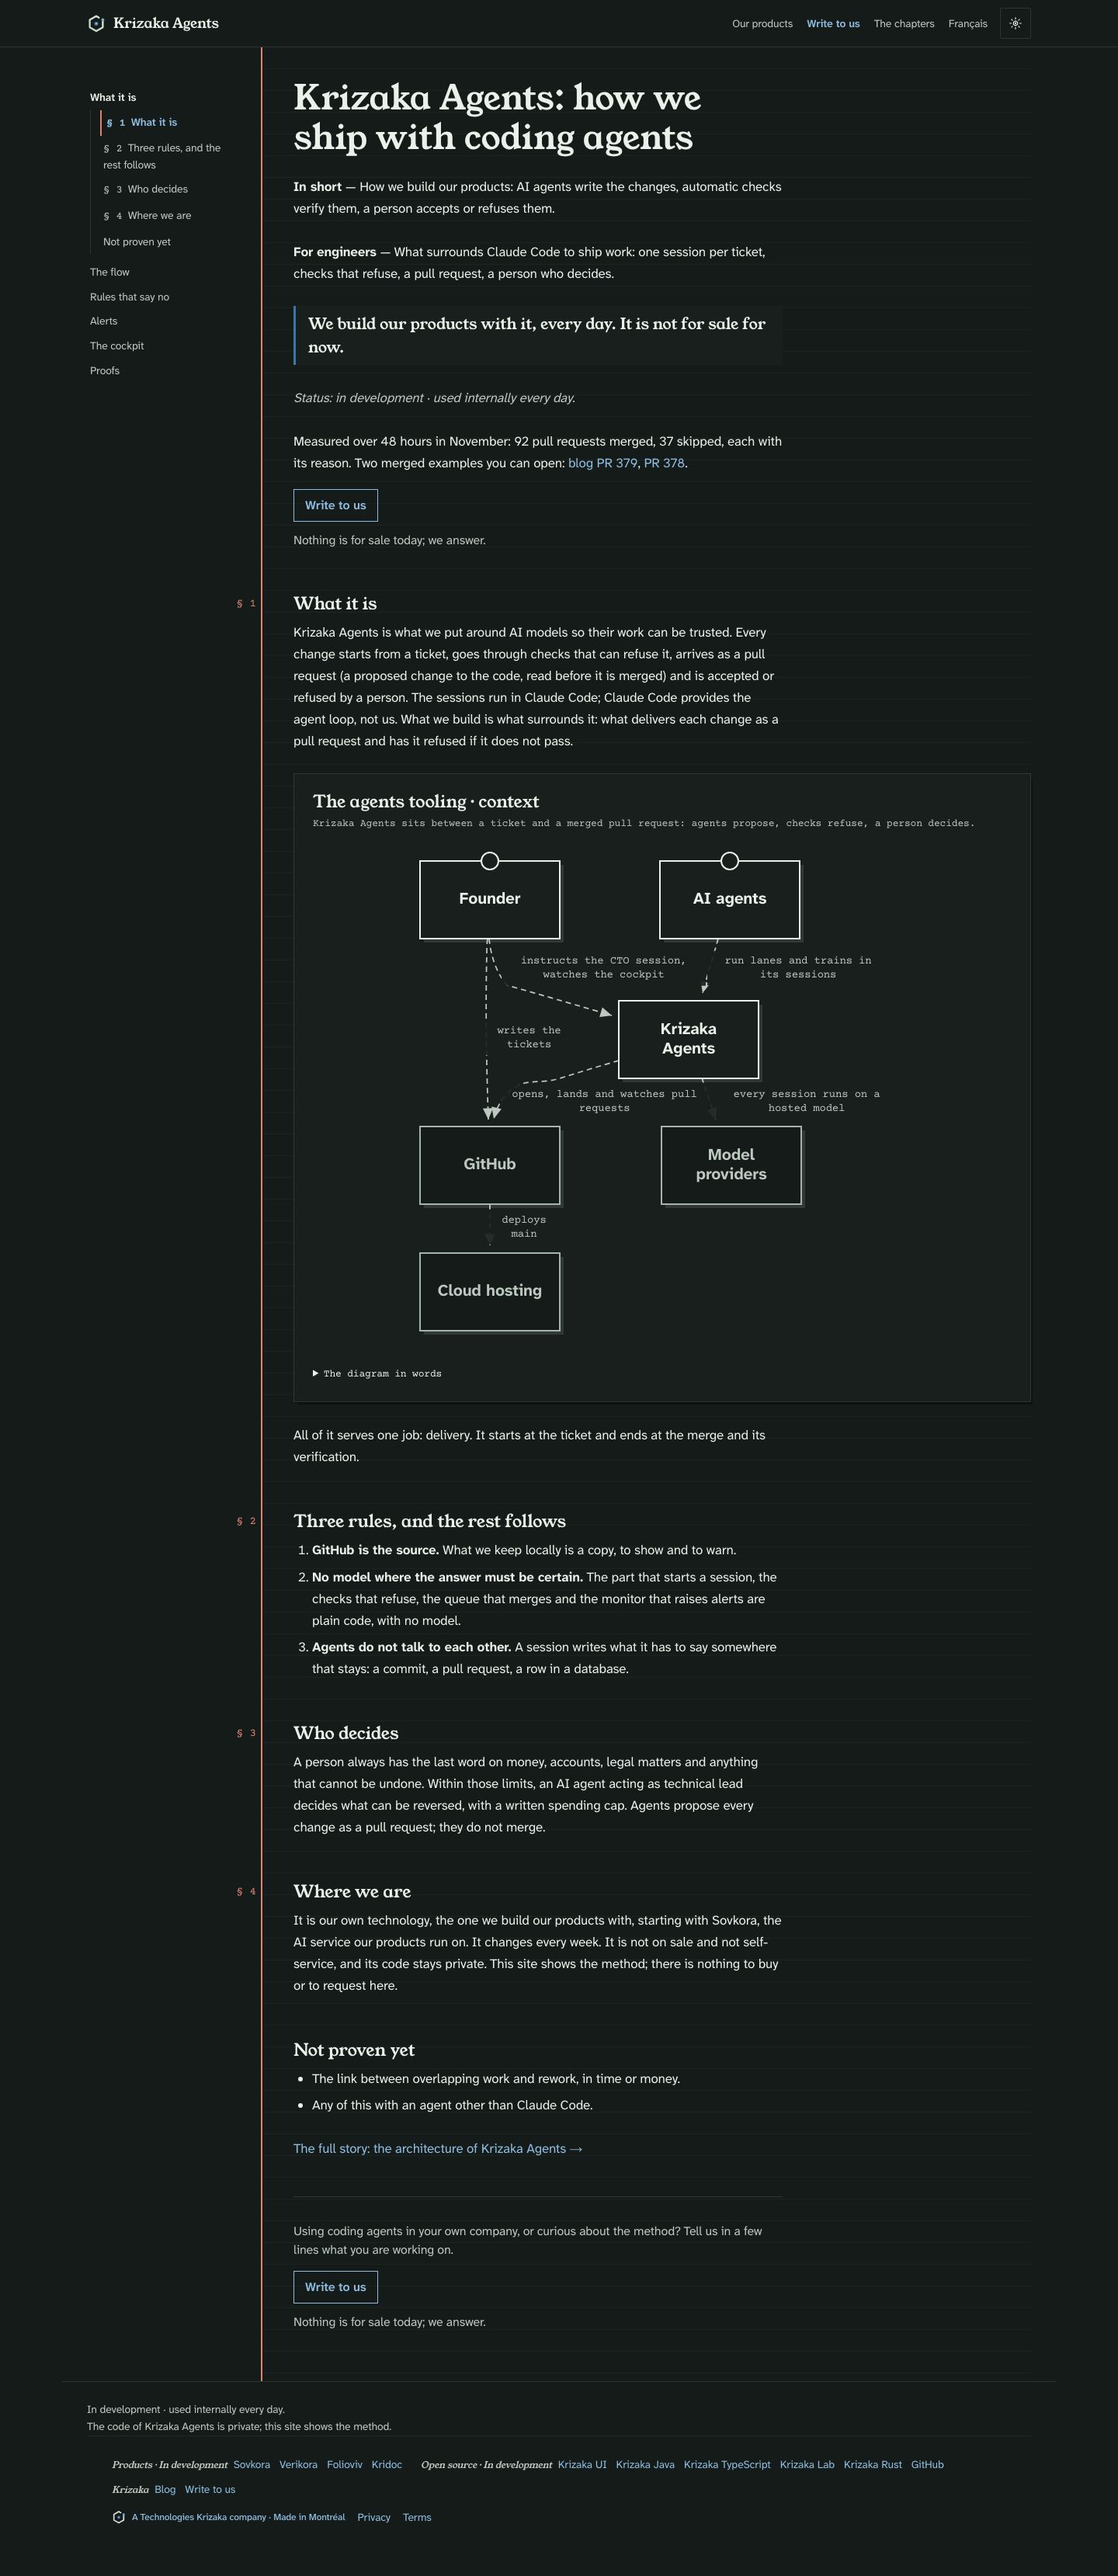 Krizaka Agents
Our products
Write to us
The chapters
Français
What it is
§ 1 What it is
§ 2 Three rules, and the
rest follows
§ 3 Who decides
§ 4 Where we are
Not proven yet
The flow
Rules that say no
Alerts
The cockpit
Proofs
Krizaka Agents: how we
ship with coding agents
In short — How we build our products: AI agents write the changes, automatic checks
verify them, a person accepts or refuses them.
For engineers — What surrounds Claude Code to ship work: one session per ticket,
checks that refuse, a pull request, a person who decides.
We build our products with it, every day. It is not for sale for
now.
Status: in development · used internally every day.
Measured over 48 hours in November: 92 pull requests merged, 37 skipped, each with
its reason. Two merged examples you can open: blog PR 379, PR 378.
Write to us
Nothing is for sale today; we answer.
§ 1
What it is
Krizaka Agents is what we put around AI models so their work can be trusted. Every
change starts from a ticket, goes through checks that can refuse it, arrives as a pull
request (a proposed change to the code, read before it is merged) and is accepted or
refused by a person. The sessions run in Claude Code; Claude Code provides the
agent loop, not us. What we build is what surrounds it: what delivers each change as a
pull request and has it refused if it does not pass.
The agents tooling · context
Krizaka Agents sits between a ticket and a merged pull request: agents propose, checks refuse, a person decides.
Founder
AI agents
instructs the CTO session,
watches the cockpit
run lanes and trains in
its sessions
Krizaka
Agents
writes the
tickets
opens, lands and watches pull
requests
every session runs on a
hosted model
GitHub
Model
providers
deploys
main
Cloud hosting
▶ The diagram in words
All of it serves one job: delivery. It starts at the ticket and ends at the merge and its
verification.
§ 2
Three rules, and the rest follows
1. GitHub is the source. What we keep locally is a copy, to show and to warn.
2. No model where the answer must be certain. The part that starts a session, the
checks that refuse, the queue that merges and the monitor that raises alerts are
plain code, with no model.
3. Agents do not talk to each other. A session writes what it has to say somewhere
that stays: a commit, a pull request, a row in a database.
§ 3
Who decides
A person always has the last word on money, accounts, legal matters and anything
that cannot be undone. Within those limits, an AI agent acting as technical lead
decides what can be reversed, with a written spending cap. Agents propose every
change as a pull request; they do not merge.
§ 4
Where we are
It is our own technology, the one we build our products with, starting with Sovkora, the
AI service our products run on. It changes every week. It is not on sale and not self-
service, and its code stays private. This site shows the method; there is nothing to buy
or to request here.
Not proven yet
• The link between overlapping work and rework, in time or money.
• Any of this with an agent other than Claude Code.
The full story: the architecture of Krizaka Agents →
Using coding agents in your own company, or curious about the method? Tell us in a few
lines what you are working on.
Write to us
Nothing is for sale today; we answer.
In development · used internally every day.
The code of Krizaka Agents is private; this site shows the method.
Products · In development Sovkora Verikora Folioviv Kridoc Open source · In development Krizaka UI Krizaka Java Krizaka TypeScript Krizaka Lab Krizaka Rust GitHub
Krizaka Blog Write to us
A Technologies Krizaka company · Made in Montréal Privacy Terms